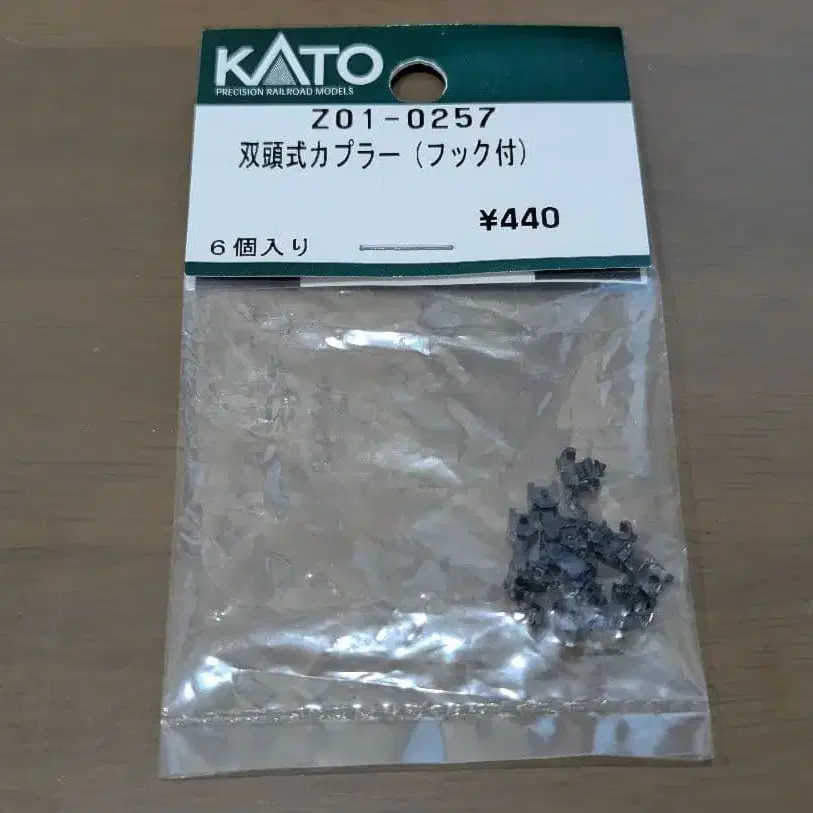 KATO
PRECISION RAILROAD MODELS
Z01-0257
双頭式カプラー(フック付)
¥440
6個入り